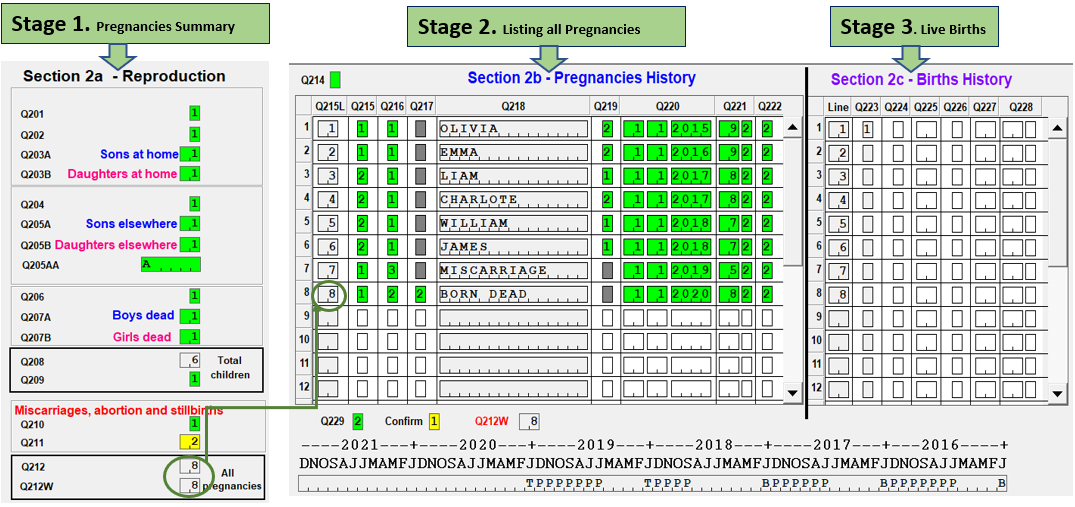 Stage 1. Pregnancies Summary
Section 2a - Reproduction
Q201 1
Q202 1
Q203A Sons at home 1
Q203B Daughters at home 1
Q204 1
Q205A Sons elsewhere 1
Q205B Daughters elsewhere 1
Q205AA A
Q206 1
Q207A Boys dead 1
Q207B Girls dead 1
Q208 6 Total
Q209 1 children
Miscarriages, abortion and stillbirths
Q210 1
Q211 2
Q212 8 All
Q212W 8 pregnancies
Stage 2. Listing all Pregnancies
Q214 Section 2b - Pregnancies History
Q215L Q215 Q216 Q217 Q218 Q219 Q220 Q221 Q222
1 1 1 1 OLIVIA 2 1 1 2015 9 2 2
2 2 1 1 EMMA 2 1 1 2016 9 2 2
3 3 2 1 LIAM 1 1 1 2017 8 2 2
4 4 2 1 CHARLOTE 2 1 1 2017 8 2 2
5 5 2 1 WILLIAM 1 1 1 2018 7 2 2
6 6 2 1 JAMES 1 1 1 2018 7 2 2
7 7 1 3 MISCARRIAGE 1 1 2019 5 2 2
8 8 1 2 2 BORN DEAD 1 1 2020 8 2 2
9
10
11
12
Q229 2 Confirm 1 Q212W 8
Stage 3. Live Births
Section 2c - Births History
Line Q223 Q224 Q225 Q226 Q227 Q228
1 1 1
2 2
3 3
4 4
5 5
6 6
7 7
8 8
9
10
11
12
----2021---+----2020---+----2019---+----2018---+----2017---+----2016---+
DNOSAJJMAMFJDNOSAJJMAMFJDNOSAJJMAMFJDNOSAJJMAMFJDNOSAJJMAMFJDNOSAJJMAMFJ
TPPPPPPP TPPPP BPPPPPP BPPPPPPP B